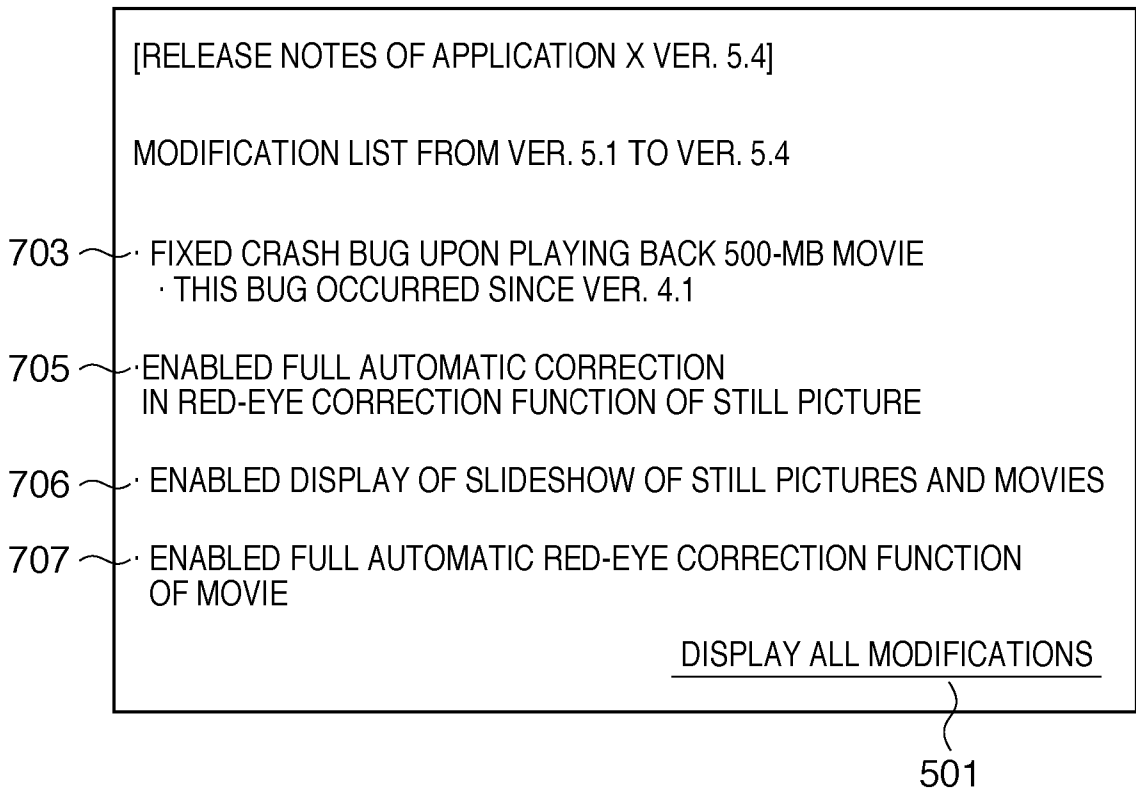 [RELEASE NOTES OF APPLICATION X VER. 5.4]
MODIFICATION LIST FROM VER. 5.1 TO VER. 5.4
703 · FIXED CRASH BUG UPON PLAYING BACK 500-MB MOVIE
· THIS BUG OCCURRED SINCE VER. 4.1
705 ·ENABLED FULL AUTOMATIC CORRECTION
IN RED-EYE CORRECTION FUNCTION OF STILL PICTURE
706 · ENABLED DISPLAY OF SLIDESHOW OF STILL PICTURES AND MOVIES
707 · ENABLED FULL AUTOMATIC RED-EYE CORRECTION FUNCTION
OF MOVIE
DISPLAY ALL MODIFICATIONS
501